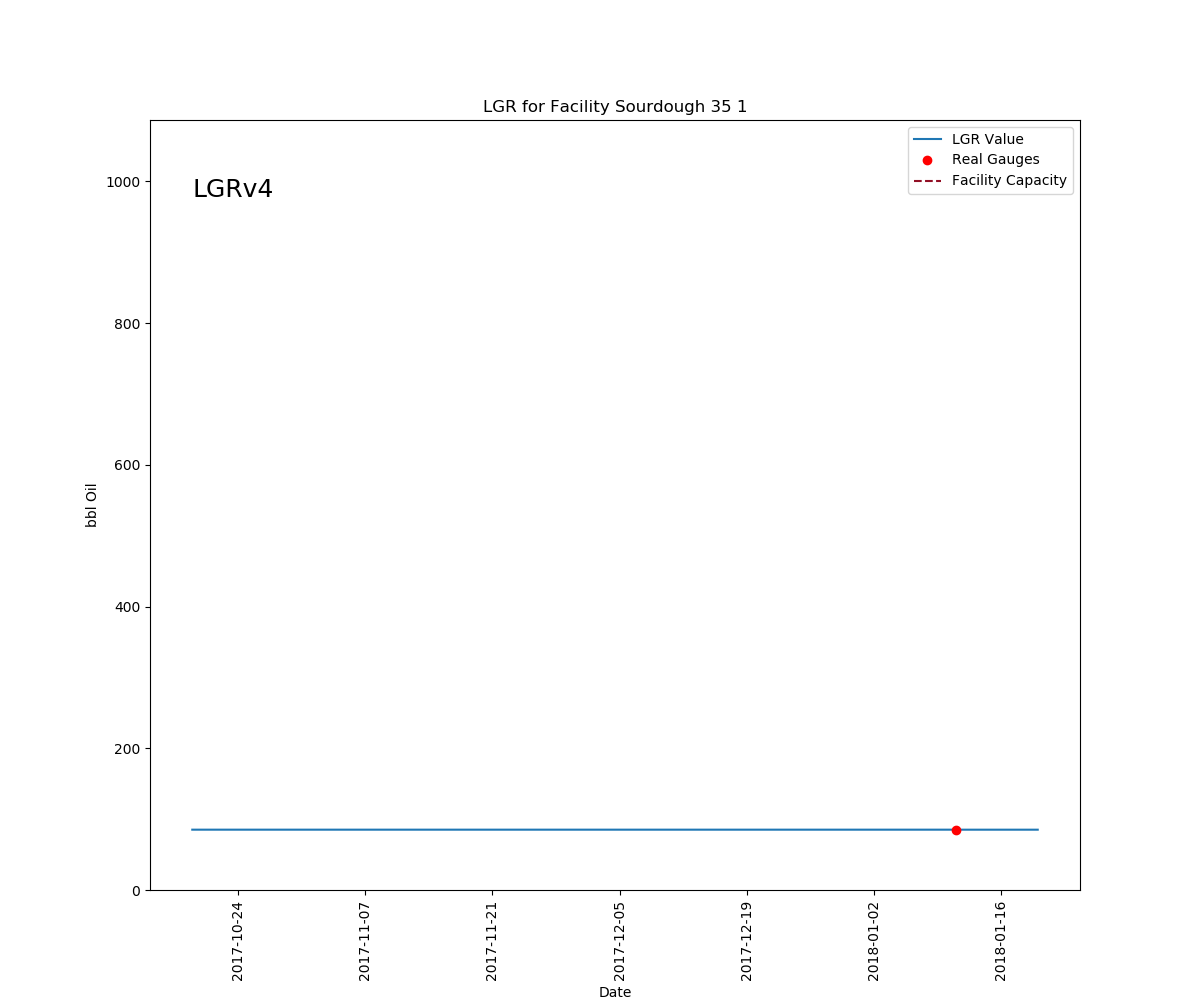 LGR for Facility Sourdough 35 1
LGRv4
LGR Value
Real Gauges
Facility Capacity
1000
800
600
400
200
0
bbl Oil
2017-10-24
2017-11-07
2017-11-21
2017-12-05
2017-12-19
2018-01-02
2018-01-16
Date